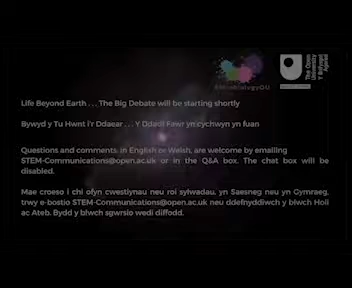 #AstrobiologyOU
The Open
University
Y Brifysgol
Agored
Life Beyond Earth . . . The Big Debate will be starting shortly
Bywyd y Tu Hwnt i'r Ddaear . . . Y Ddadl Fawr yn cychwyn yn fuan
Questions and comments, in English or Welsh, are welcome by emailing
STEM-Communications@open.ac.uk or in the Q&A box. The chat box will be
disabled.
Mae croeso i chi ofyn cwestiynau neu roi sylwadau, yn Saesneg neu yn Gymraeg,
trwy e-bostio STEM-Communications@open.ac.uk neu ddefnyddiwch y blwch Holi
ac Ateb. Bydd y blwch sgwrsio wedi diffodd.